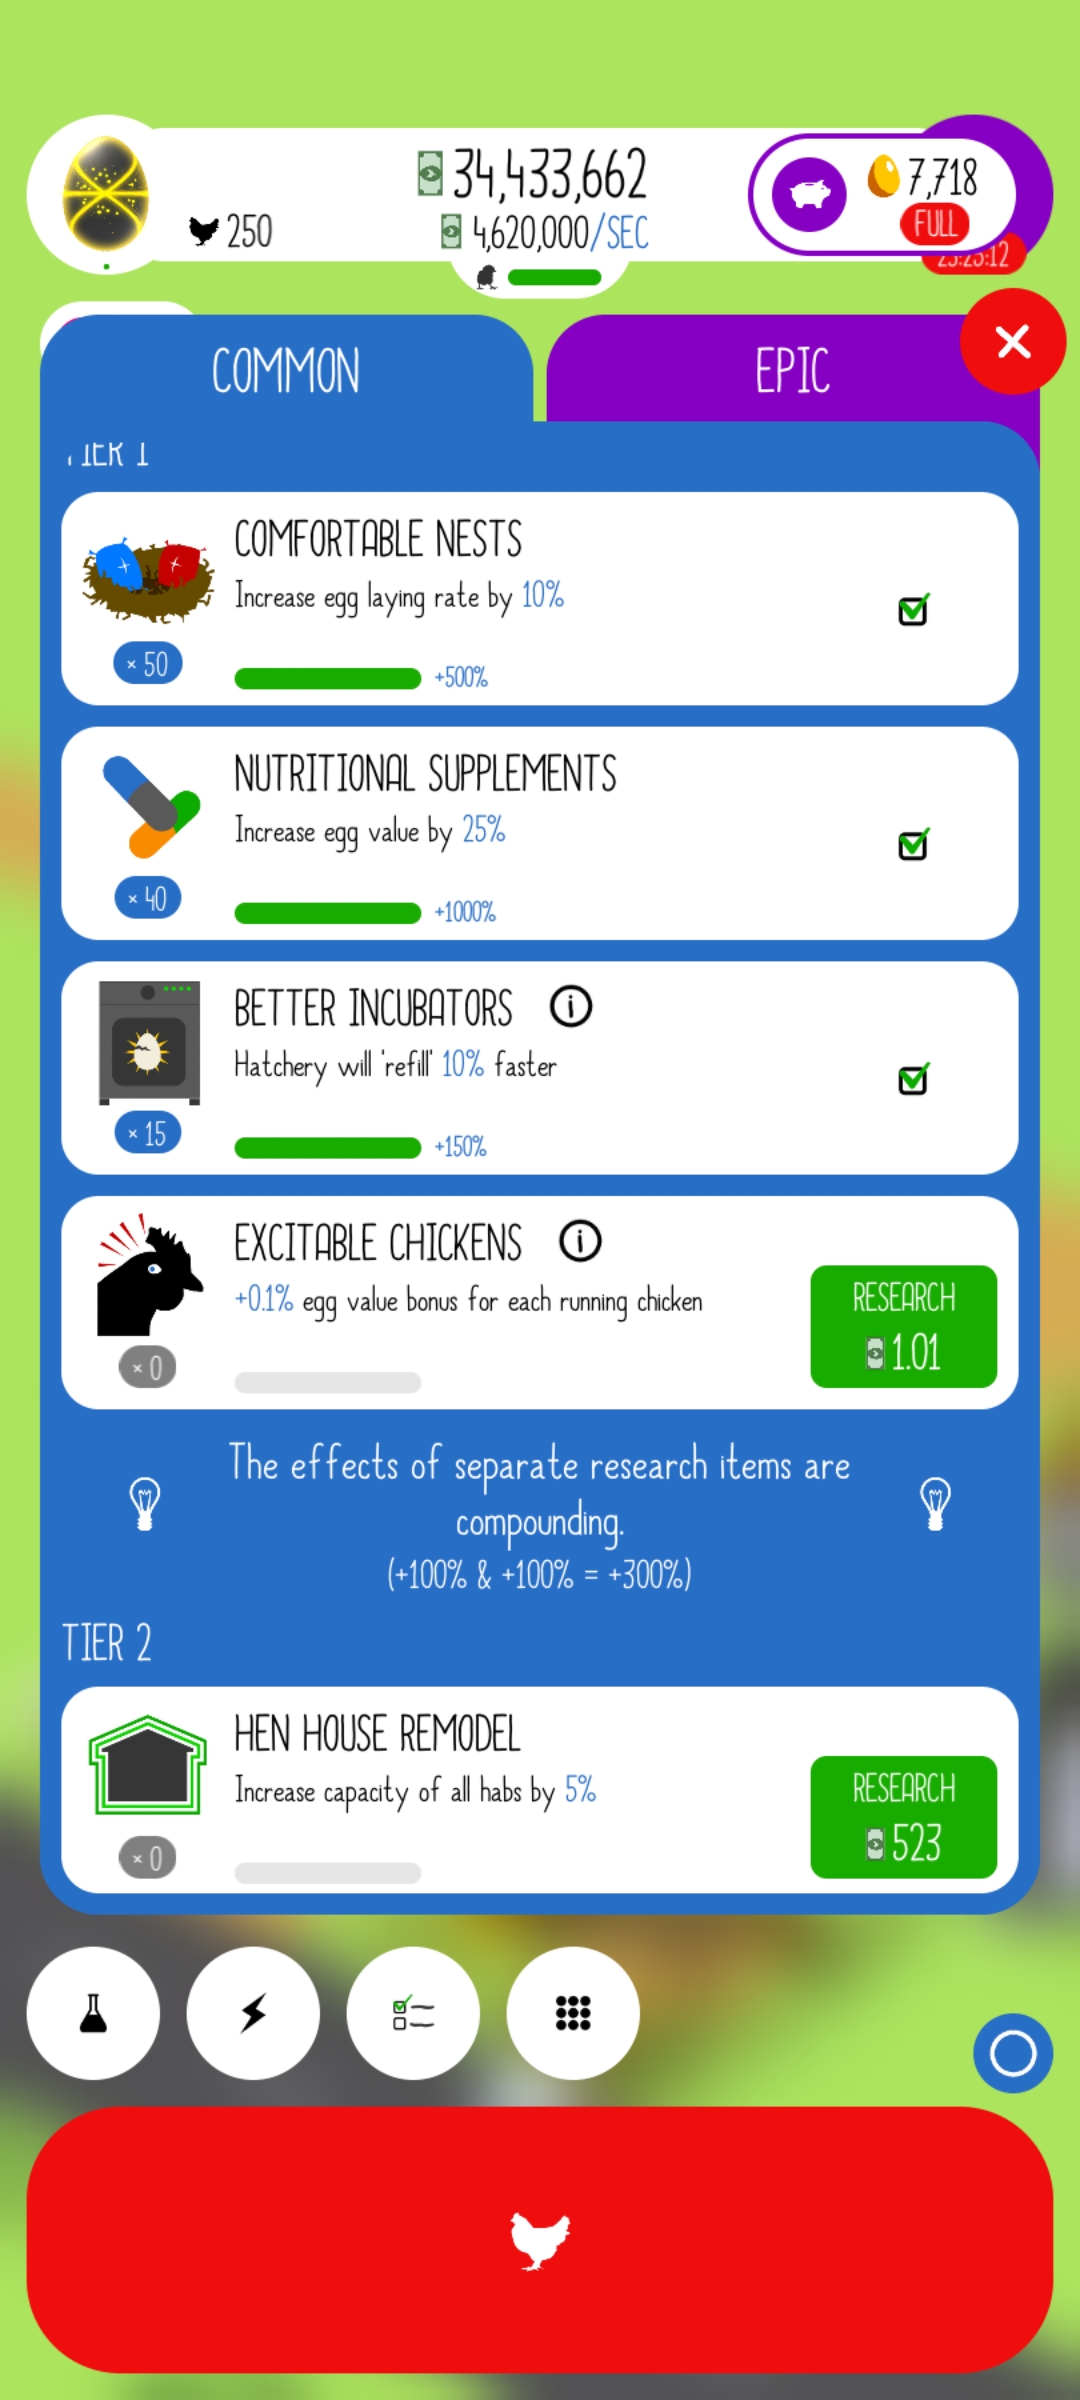 34,433,662
250
4,620,000/SEC
7,718
FULL
23:23:12
COMMON
EPIC
TIER 1
COMFORTABLE NESTS
Increase egg laying rate by 10%
× 50
+500%
NUTRITIONAL SUPPLEMENTS
Increase egg value by 25%
× 40
+1000%
BETTER INCUBATORS
Hatchery will 'refill' 10% faster
× 15
+150%
EXCITABLE CHICKENS
+0.1% egg value bonus for each running chicken
RESEARCH
1.01
× 0
The effects of separate research items are
compounding.
(+100% & +100% = +300%)
TIER 2
HEN HOUSE REMODEL
Increase capacity of all habs by 5%
RESEARCH
523
× 0